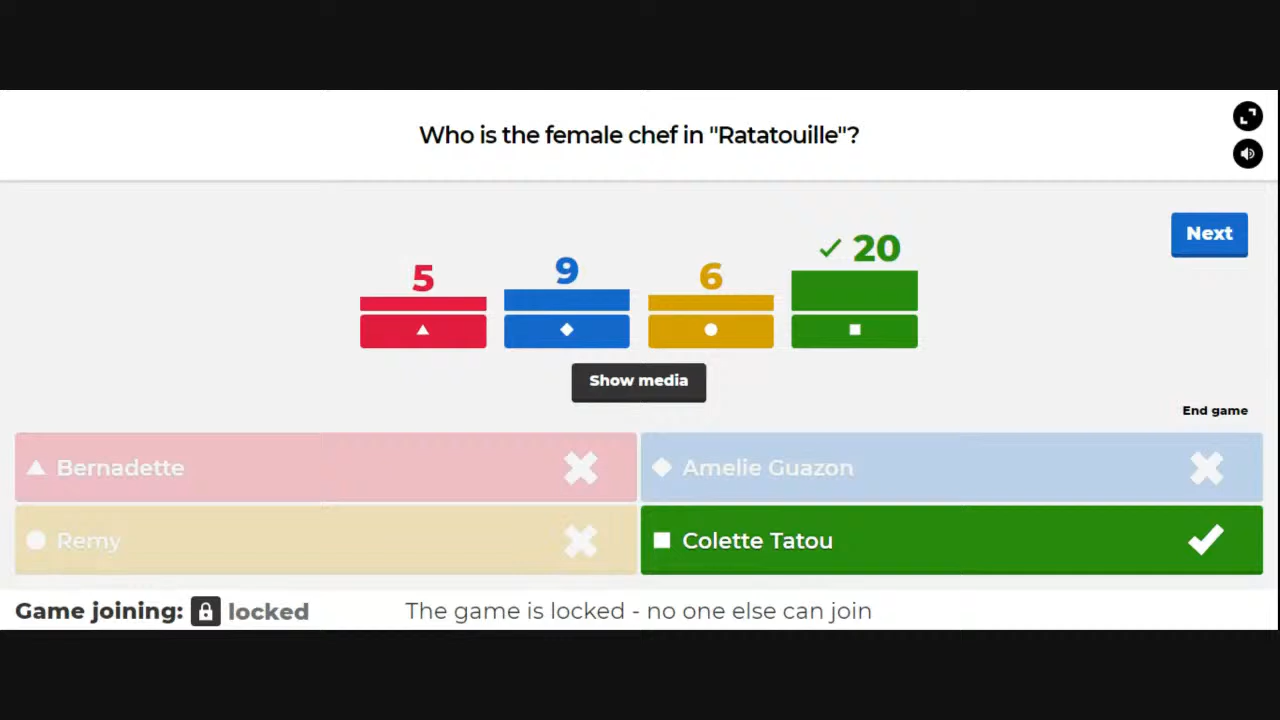 Who is the female chef in "Ratatouille"?
Next
5
9
6
20
Show media
End game
Bernadette
Amelie Guazon
Remy
Colette Tatou
Game joining: locked
The game is locked - no one else can join